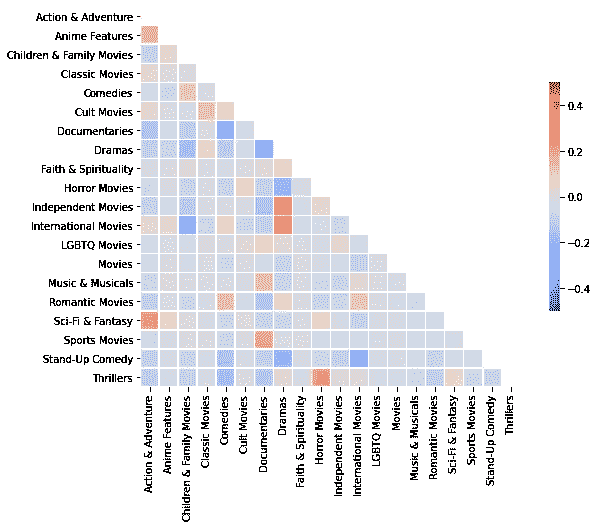 Action & Adventure
Anime Features
Children & Family Movies
Classic Movies
Comedies
Cult Movies
Documentaries
Dramas
Faith & Spirituality
Horror Movies
Independent Movies
International Movies
LGBTQ Movies
Movies
Music & Musicals
Romantic Movies
Sci-Fi & Fantasy
Sports Movies
Stand-Up Comedy
Thrillers
Action & Adventure
Anime Features
Children & Family Movies
Classic Movies
Comedies
Cult Movies
Documentaries
Dramas
Faith & Spirituality
Horror Movies
Independent Movies
International Movies
LGBTQ Movies
Movies
Music & Musicals
Romantic Movies
Sci-Fi & Fantasy
Sports Movies
Stand-Up Comedy
Thrillers
0.4
0.2
0.0
−0.2
−0.4